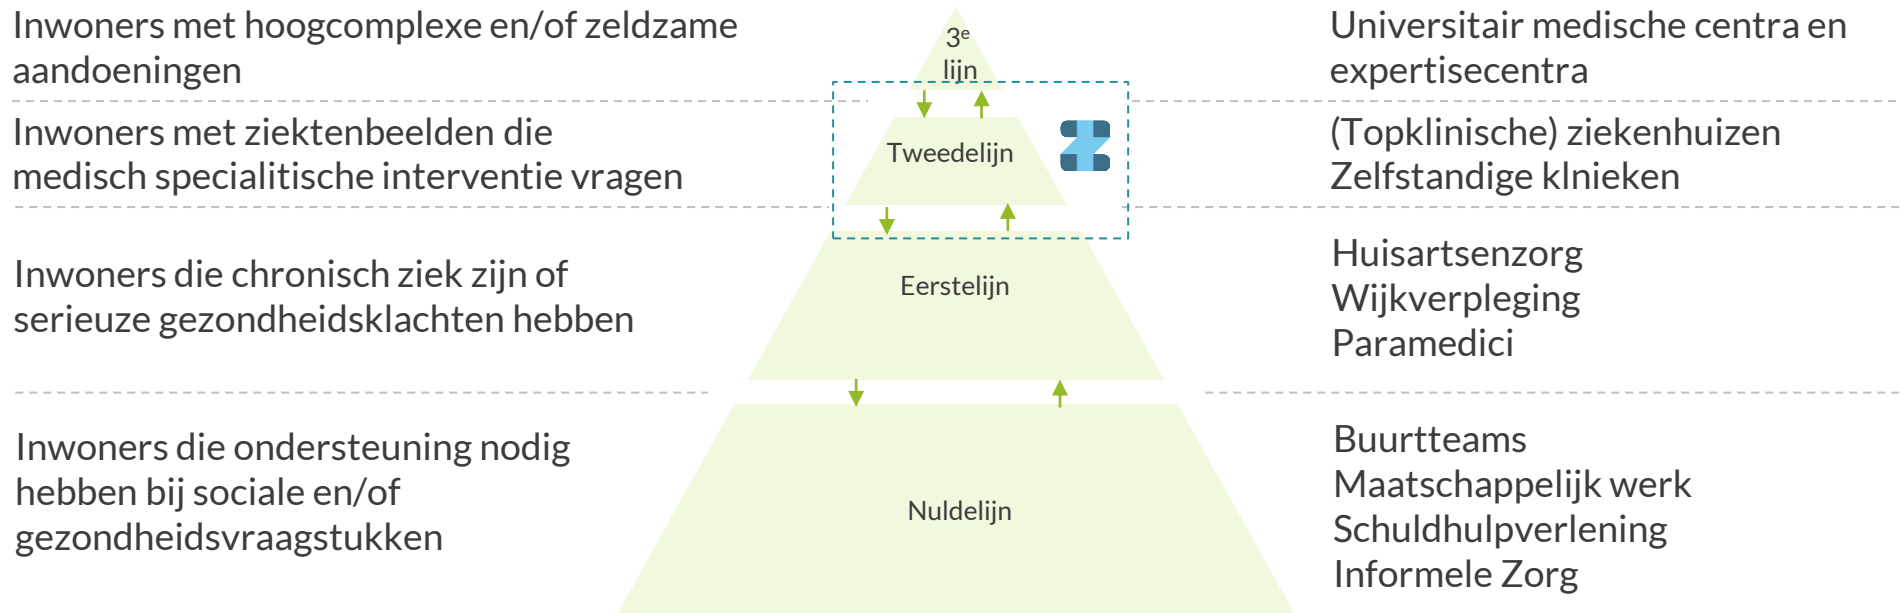 Inwoners met hoogcomplexe en/of zeldzame
aandoeningen
3e
lijn
Universitair medische centra en
expertisecentra
Inwoners met ziektenbeelden die
medisch specialitische interventie vragen
Tweedelijn
(Topklinische) ziekenhuizen
Zelfstandige klnieken
Inwoners die chronisch ziek zijn of
serieuze gezondheidsklachten hebben
Eerstelijn
Huisartsenzorg
Wijkverpleging
Paramedici
Inwoners die ondersteuning nodig
hebben bij sociale en/of
gezondheidsvraagstukken
Nuldelijn
Buurtteams
Maatschappelijk werk
Schuldhulpverlening
Informele Zorg